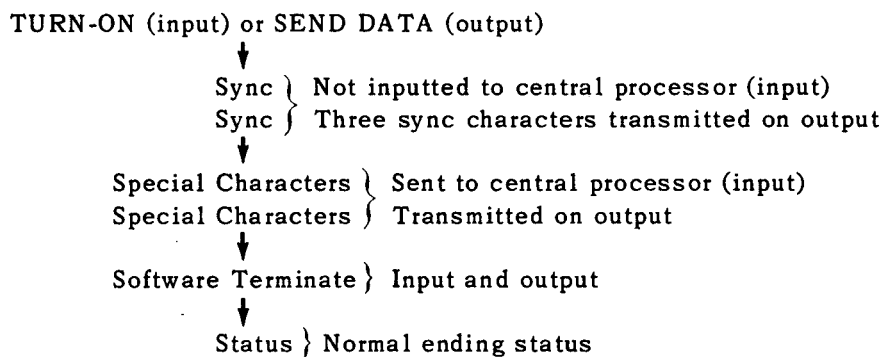 TURN-ON (input) or SEND DATA (output)
Sync } Not inputted to central processor (input)
Sync } Three sync characters transmitted on output
Special Characters } Sent to central processor (input)
Special Characters } Transmitted on output
Software Terminate } Input and output
Status } Normal ending status